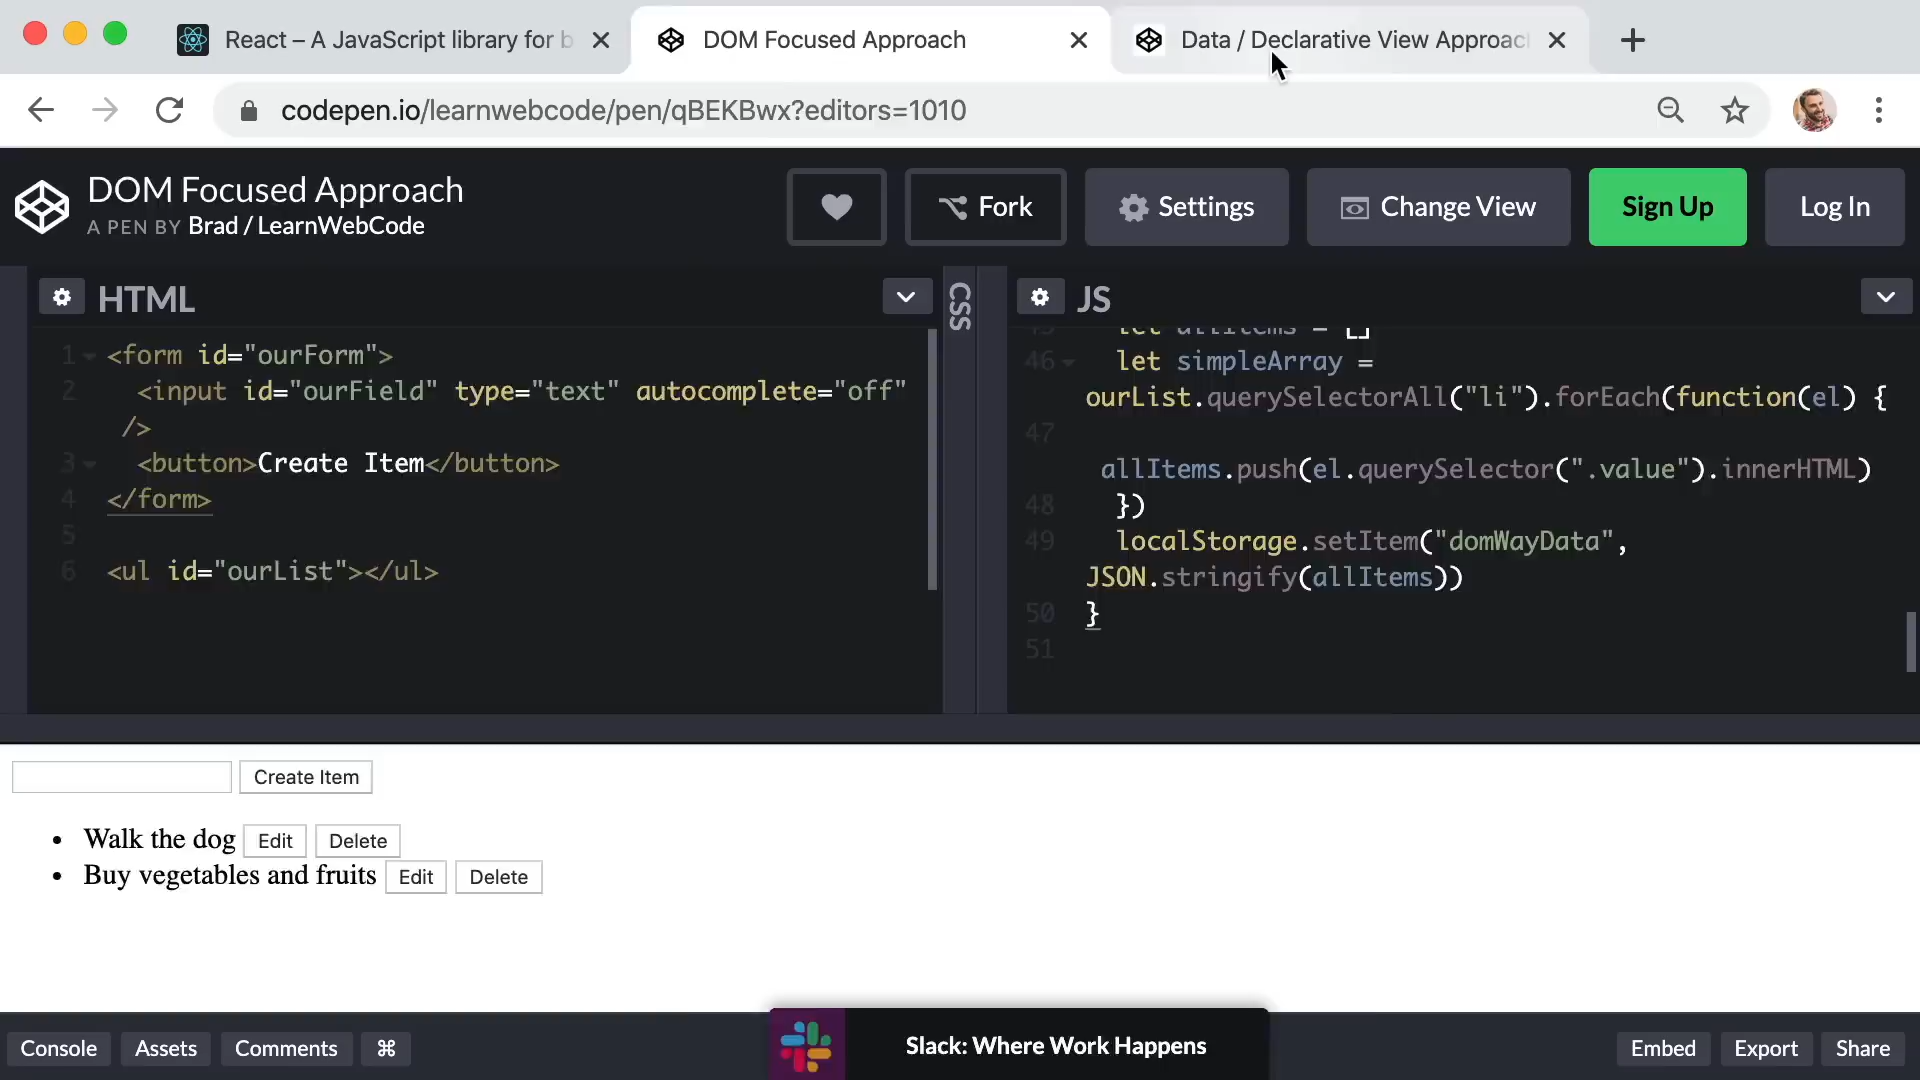 React – A JavaScript library for b
DOM Focused Approach
Data / Declarative View Approac
codepen.io/learnwebcode/pen/qBEKBwx?editors=1010
DOM Focused Approach
A PEN BY Brad / LearnWebCode
Fork
Settings
Change View
Sign Up
Log In
HTML
1 <form id="ourForm">
2 <input id="ourField" type="text" autocomplete="off"
/>
3 <button>Create Item</button>
4 </form>
5
6 <ul id="ourList"></ul>
CSS
JS
45 let allItems = []
46 let simpleArray =
ourList.querySelectorAll("li").forEach(function(el) {
47
allItems.push(el.querySelector(".value").innerHTML)
48 })
49 localStorage.setItem("domWayData",
JSON.stringify(allItems))
50 }
51
Create Item
• Walk the dog Edit Delete
• Buy vegetables and fruits Edit Delete
Console
Assets
Comments
⌘
Slack: Where Work Happens
Embed
Export
Share